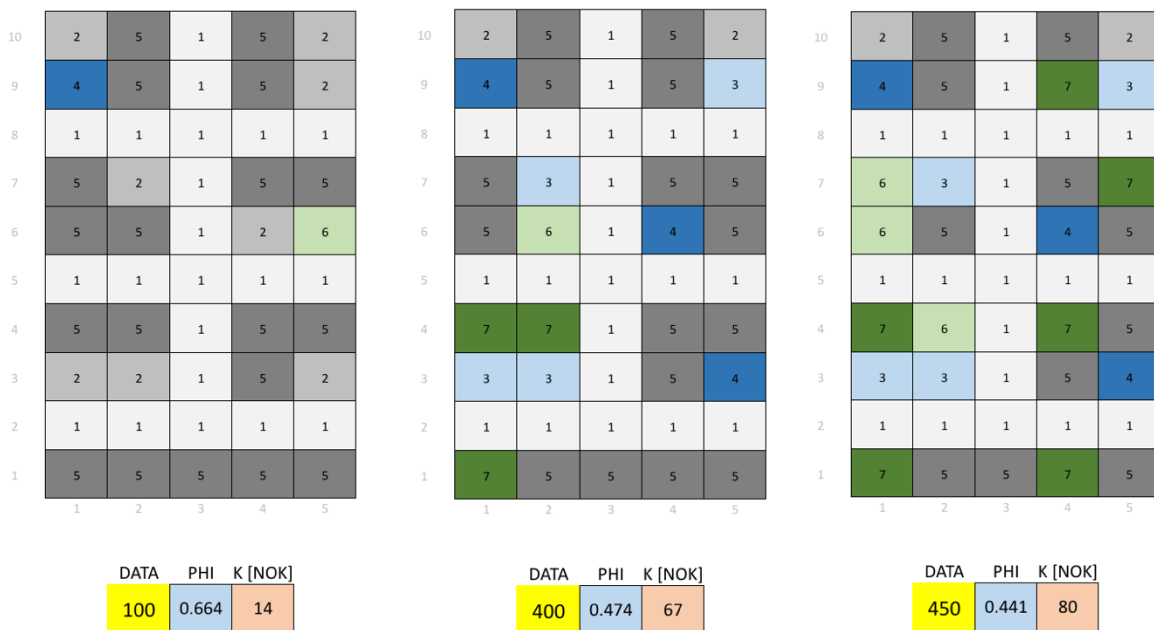 10 2 5 1 5 2
9 4 5 1 5 2
8 1 1 1 1 1
7 5 2 1 5 5
6 5 5 1 2 6
5 1 1 1 1 1
4 5 5 1 5 5
3 2 2 1 5 2
2 1 1 1 1 1
1 5 5 5 5 5
1 2 3 4 5
DATA PHI K [NOK]
100 0.664 14
10 2 5 1 5 2
9 4 5 1 5 3
8 1 1 1 1 1
7 5 3 1 5 5
6 5 6 1 4 5
5 1 1 1 1 1
4 7 7 1 5 5
3 3 3 1 5 4
2 1 1 1 1 1
1 7 5 5 5 5
1 2 3 4 5
DATA PHI K [NOK]
400 0.474 67
10 2 5 1 5 2
9 4 5 1 7 3
8 1 1 1 1 1
7 6 3 1 5 7
6 6 5 1 4 5
5 1 1 1 1 1
4 7 6 1 7 5
3 3 3 1 5 4
2 1 1 1 1 1
1 7 5 5 7 5
1 2 3 4 5
DATA PHI K [NOK]
450 0.441 80